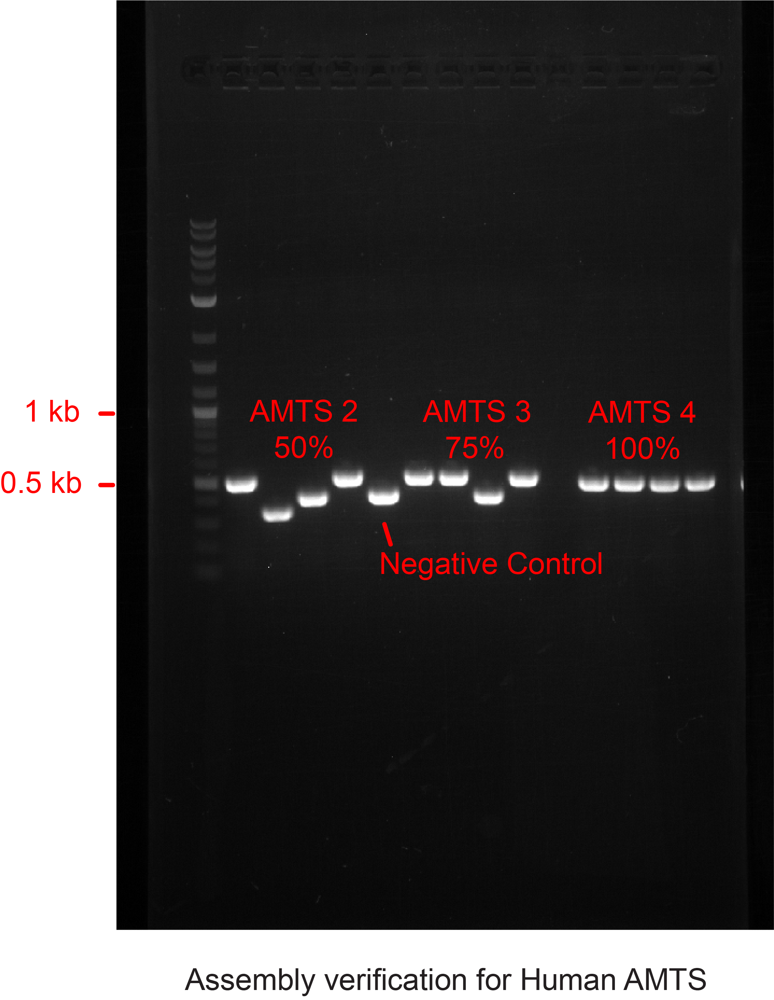 1 kb
AMTS 2
AMTS 3
AMTS 4
50%
75%
100%
0.5 kb
Negative Control
Assembly verification for Human AMTS